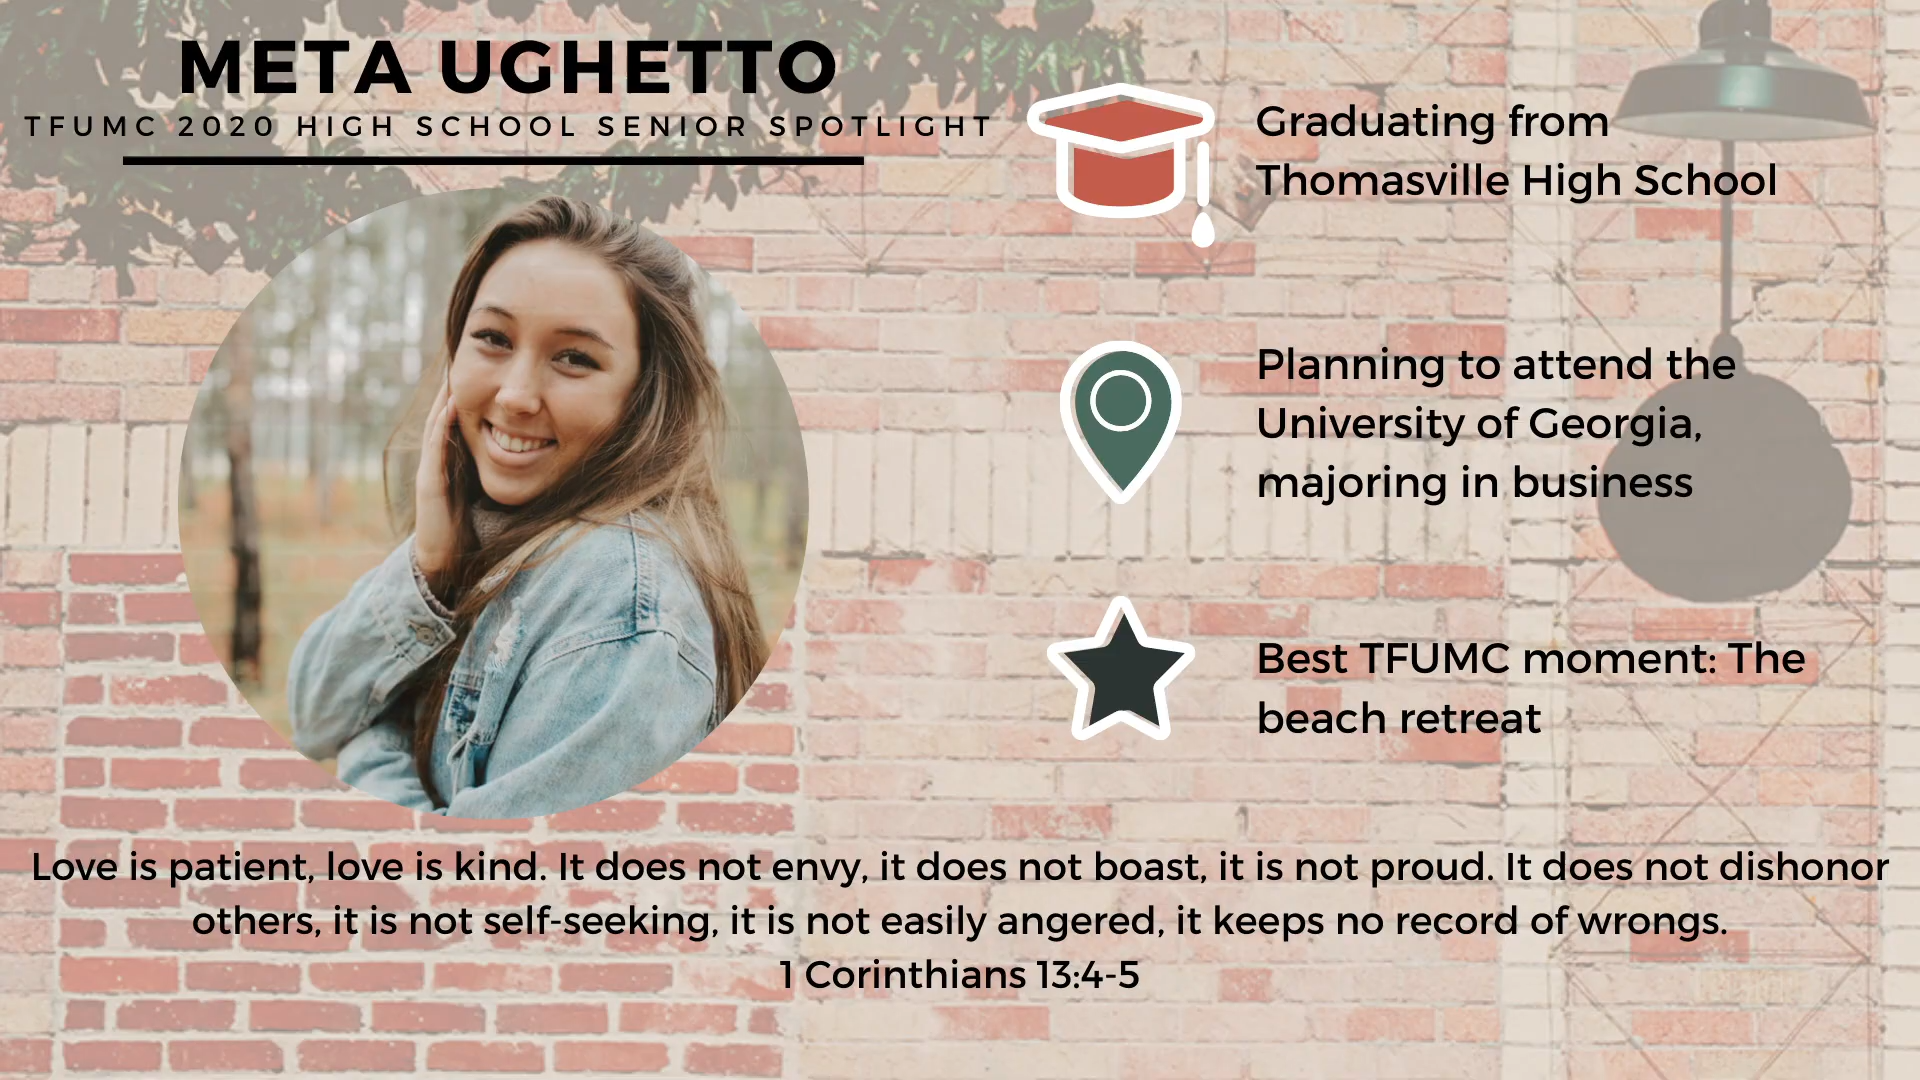 META UGHETTO
TFUMC 2020 HIGH SCHOOL SENIOR SPOTLIGHT
Graduating from
Thomasville High School
Planning to attend the
University of Georgia,
majoring in business
Best TFUMC moment: The
beach retreat
Love is patient, love is kind. It does not envy, it does not boast, it is not proud. It does not dishonor
others, it is not self-seeking, it is not easily angered, it keeps no record of wrongs.
1 Corinthians 13:4-5